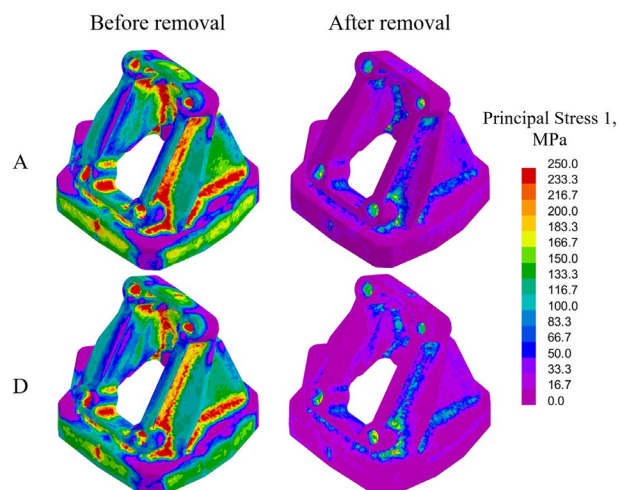 Before removal
After removal
A
D
Principal Stress 1,
MPa
250.0
233.3
216.7
200.0
183.3
166.7
150.0
133.3
116.7
100.0
83.3
66.7
50.0
33.3
16.7
0.0